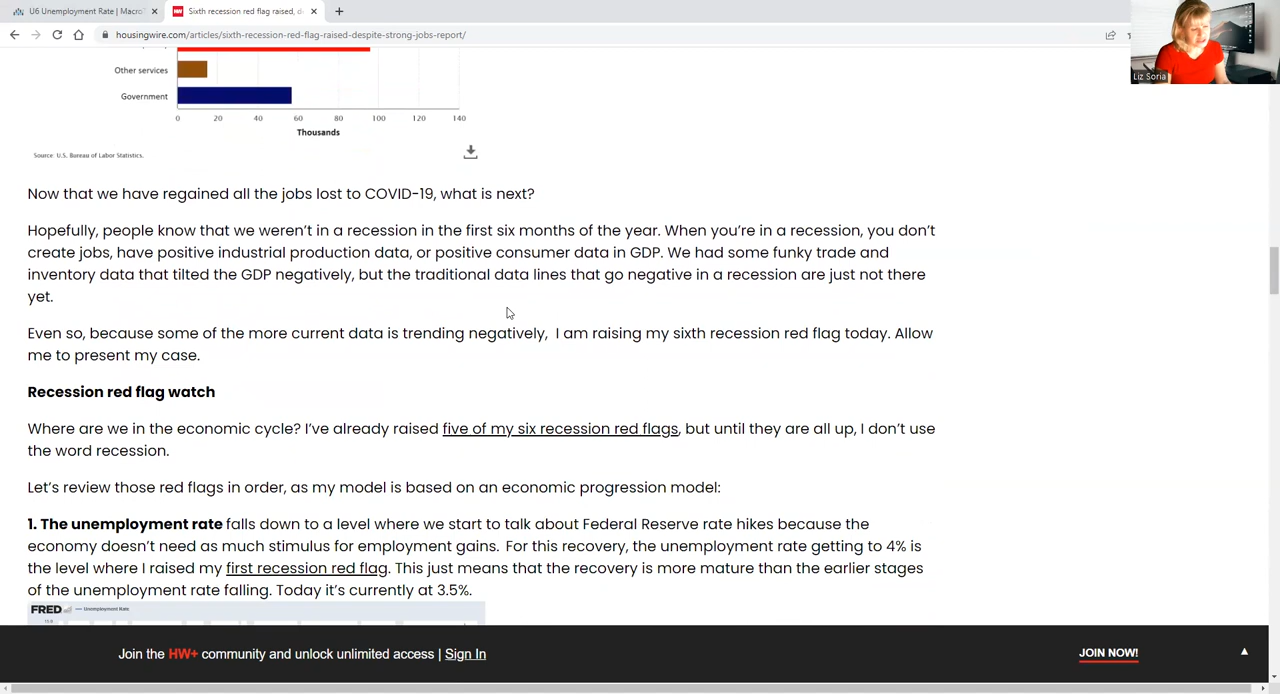 U6 Unemployment Rate | Macro
Sixth recession red flag raised, d
housingwire.com/articles/sixth-recession-red-flag-raised-despite-strong-jobs-report/
Liz Soria
Other services
Government
0 20 40 60 80 100 120 140
Thousands
Source: U.S. Bureau of Labor Statistics.
Now that we have regained all the jobs lost to COVID-19, what is next?
Hopefully, people know that we weren't in a recession in the first six months of the year. When you're in a recession, you don't
create jobs, have positive industrial production data, or positive consumer data in GDP. We had some funky trade and
inventory data that tilted the GDP negatively, but the traditional data lines that go negative in a recession are just not there
yet.
Even so, because some of the more current data is trending negatively, I am raising my sixth recession red flag today. Allow
me to present my case.
Recession red flag watch
Where are we in the economic cycle? I've already raised five of my six recession red flags, but until they are all up, I don't use
the word recession.
Let's review those red flags in order, as my model is based on an economic progression model:
1. The unemployment rate falls down to a level where we start to talk about Federal Reserve rate hikes because the
economy doesn't need as much stimulus for employment gains. For this recovery, the unemployment rate getting to 4% is
the level where I raised my first recession red flag. This just means that the recovery is more mature than the earlier stages
of the unemployment rate falling. Today it's currently at 3.5%.
FRED Unemployment Rate
15.0
Join the HW+ community and unlock unlimited access | Sign In
JOIN NOW!